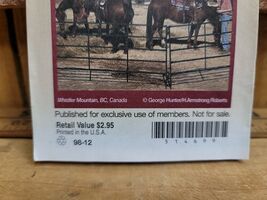 Whistler Mountain, BC, Canada
© George Hunter/H. Armstrong Roberts
Published for exclusive use of members. Not for sale.
Retail Value $2.95
Printed in the U.S.A.
98-12
514699